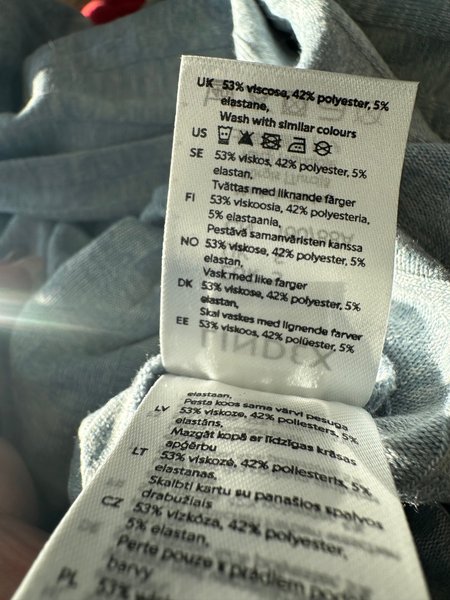 UK 53% viscose, 42% polyester, 5%
elastane,
Wash with similar colours
US
SE 53% viskos, 42% polyester, 5%
elastan,
Tvättas med liknande färger
FI 53% viskoosia, 42% polyesteria,
5% elastaania,
Pestävä samanväristen kanssa
NO 53% viskose, 42% polyester, 5%
elastan,
Vask med like farger
DK 53% viskose, 42% polyester, 5%
elastan,
Skal vaskes med lignende farver
EE 53% viskoos, 42% polüester, 5%
elastaan,
Pesta koos sama värvi pesuga
LV 53% viskoze, 42% poliesters, 5%
elastāns,
Mazgāt kopā ar līdzīgas krāsas
apģērbu
LT 53% viskozė, 42% poliesteris, 5%
elastanas,
Skalbti kartu su panašios spalvos
drabužiais
CZ 53% vizkóza, 42% polyester,
5% elastan,
Perte pouze s prádlem
barvy
PL 53%